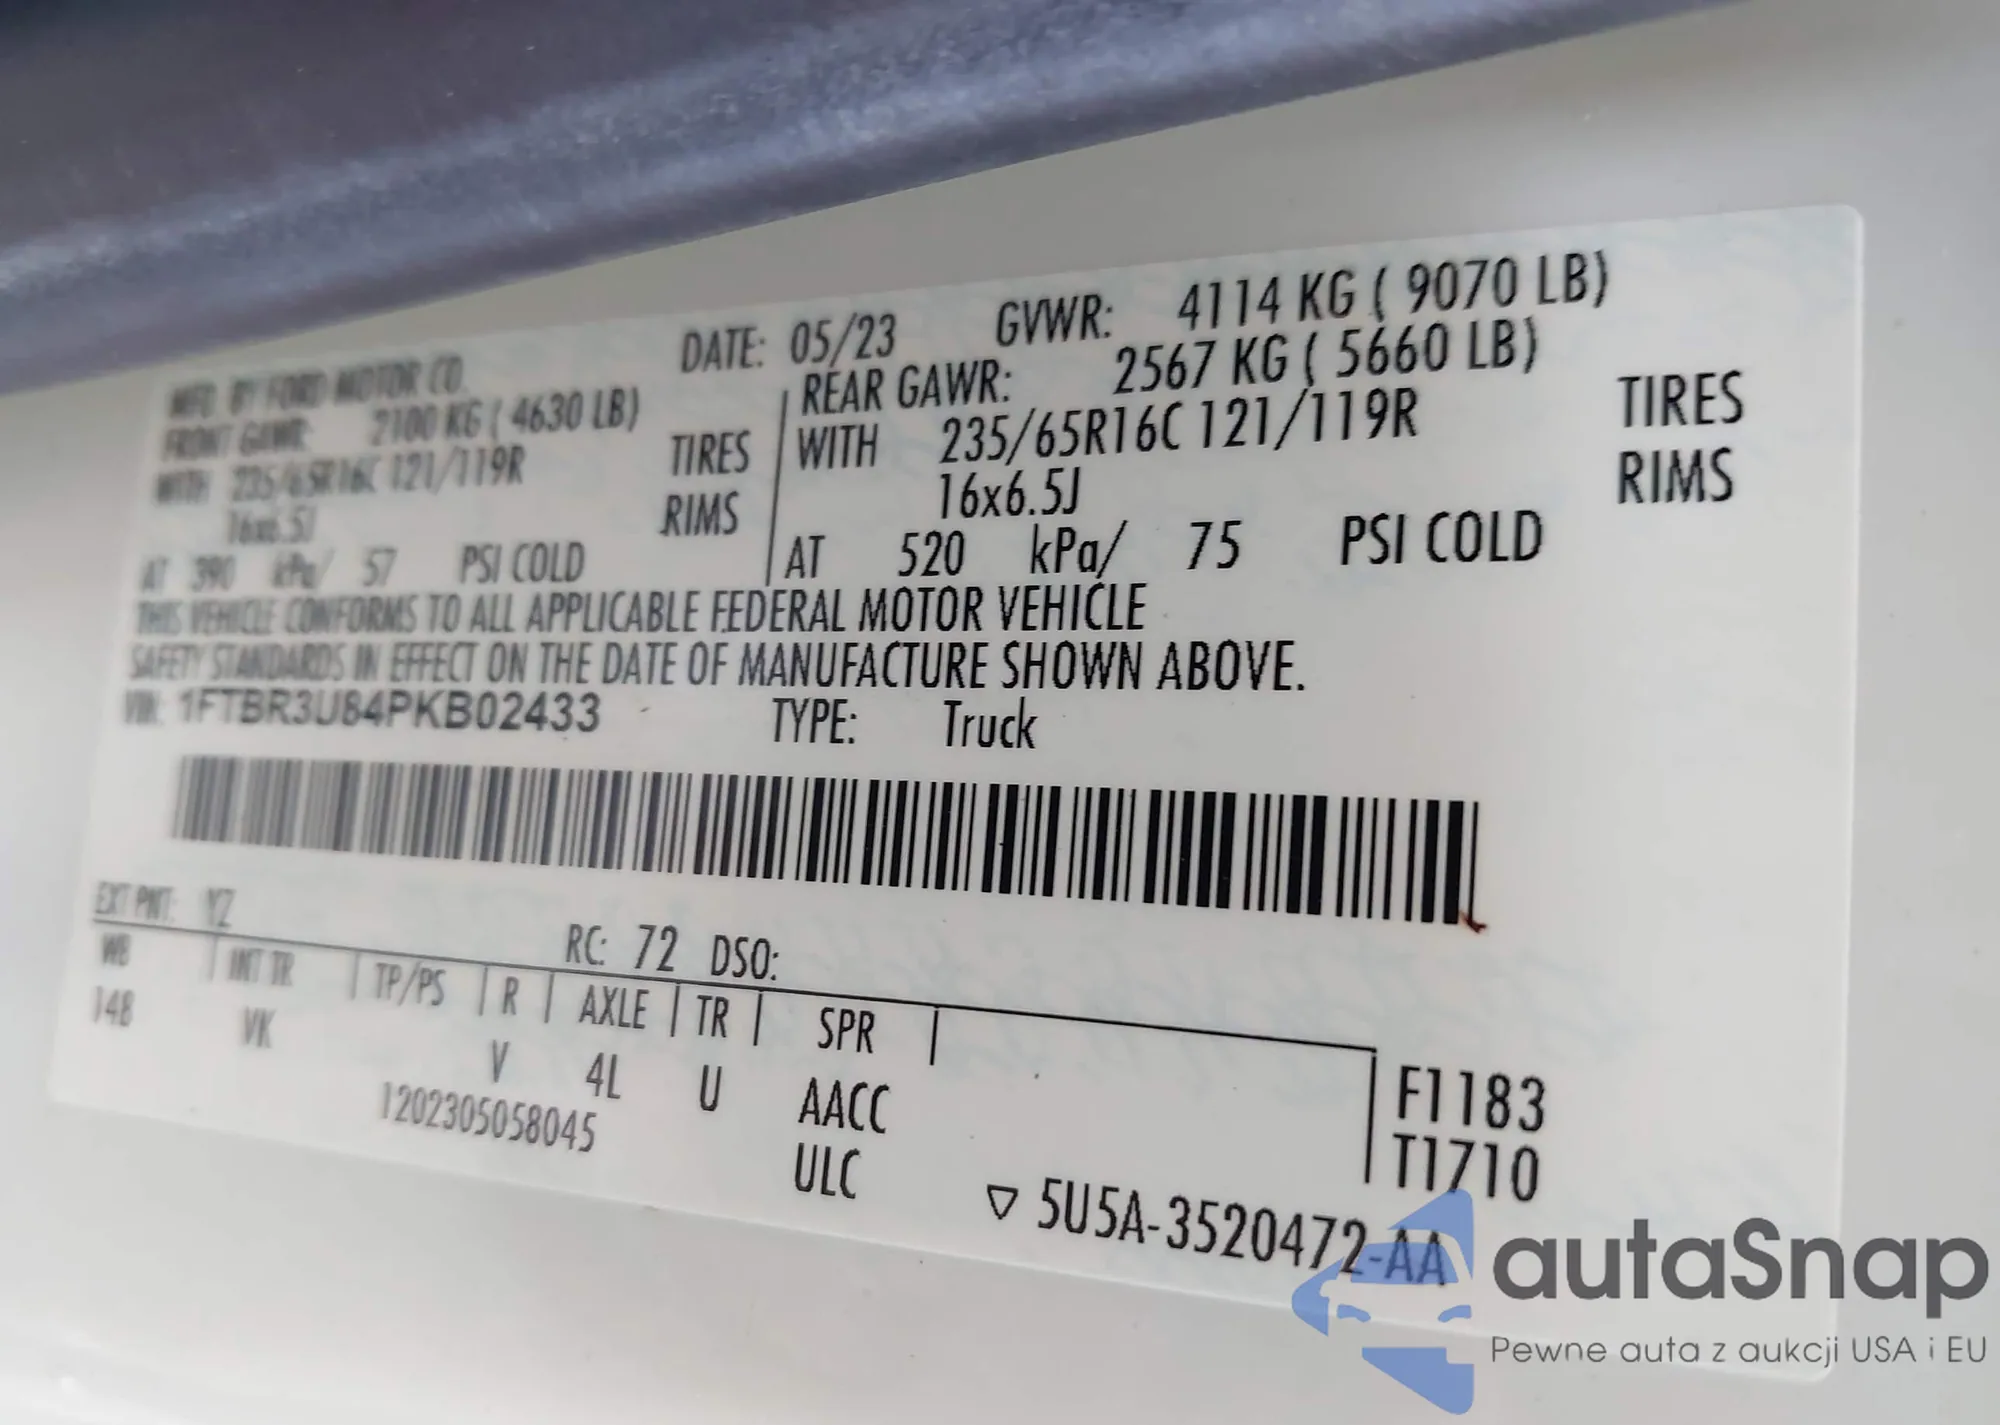 MFD. BY FORD MOTOR CO. DATE: 05/23 GVWR: 4114 KG ( 9070 LB)
FRONT GAWR: 2100 KG ( 4630 LB) REAR GAWR: 2567 KG ( 5660 LB)
WITH 235/65R16C 121/119R TIRES WITH 235/65R16C 121/119R TIRES
16x6.5J RIMS 16x6.5J RIMS
AT 390 kPa/ 57 PSI COLD AT 520 kPa/ 75 PSI COLD
THIS VEHICLE CONFORMS TO ALL APPLICABLE FEDERAL MOTOR VEHICLE
SAFETY STANDARDS IN EFFECT ON THE DATE OF MANUFACTURE SHOWN ABOVE.
VIN: 1FTBR3U84PKB02433 TYPE: Truck
EXT PNT: YZ RC: 72 DSO:
WB INT TR TP/PS R AXLE TR SPR
148 VK V 4L U AACC F1183
1202305058045 ULC T1710
5U5A-3520472-AA
autaSnap
Pewne auta z aukcji USA i EU